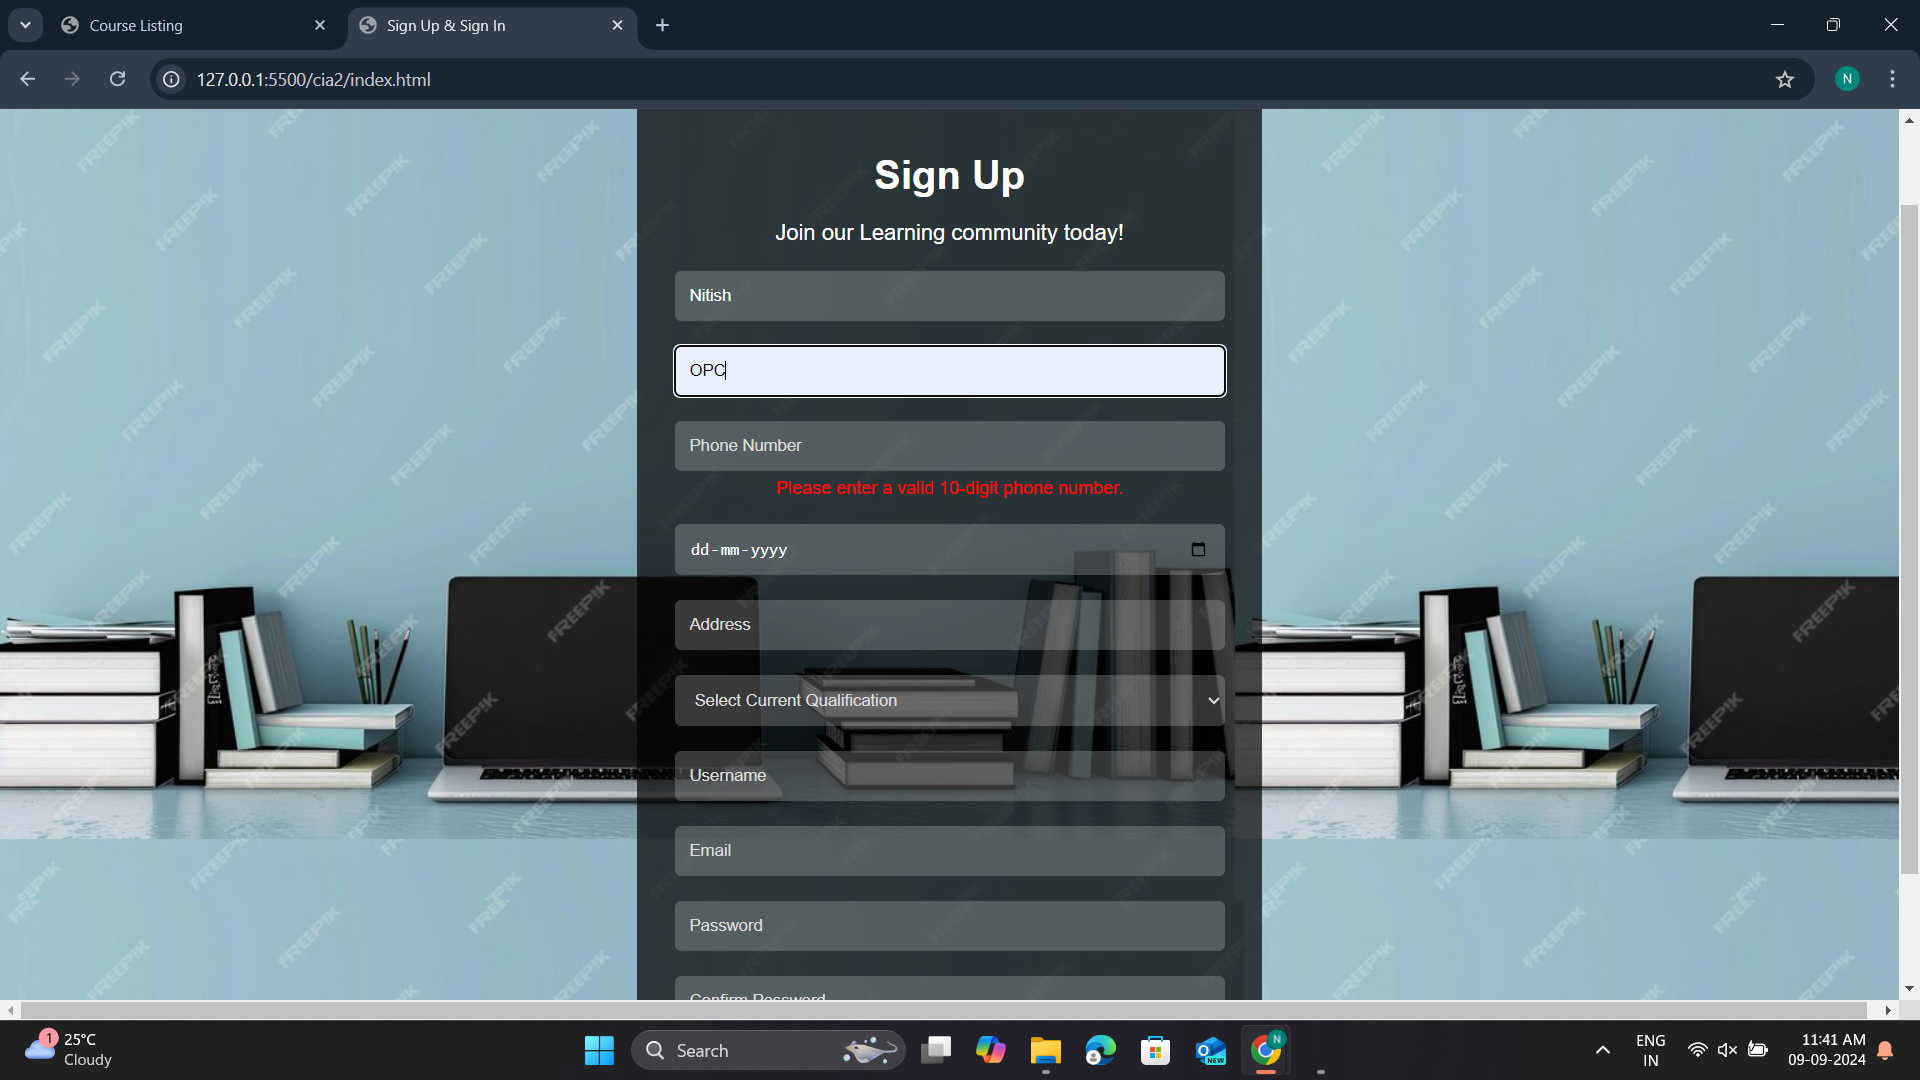 Course Listing
Sign Up & Sign In
127.0.0.1:5500/cia2/index.html
N
Sign Up
Join our Learning community today!
Nitish
OPC
Phone Number
Please enter a valid 10-digit phone number.
dd-mm-yyyy
Address
Select Current Qualification
Username
Email
Password
Confirm Password
FREEPIK
1
25°C
Cloudy
Search
NEW
N
ENG
IN
11:41 AM
09-09-2024